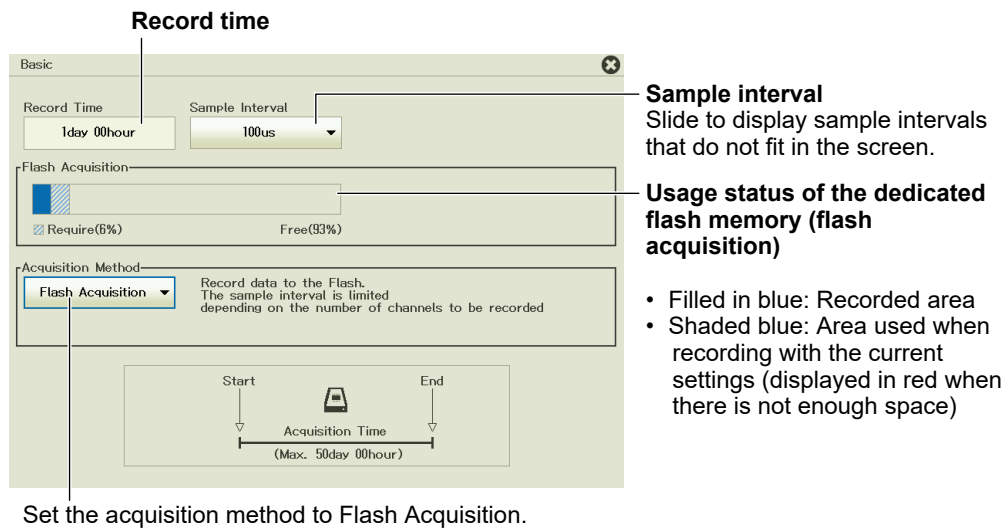 Record time
Basic
Record Time
Sample Interval
1day 00hour
100us
Flash Acquisition
Require(6%)
Free(93%)
Acquisition Method
Flash Acquisition
Record data to the Flash.
The sample interval is limited
depending on the number of channels to be recorded
Start
End
Acquisition Time
(Max. 50day 00hour)
Sample interval
Slide to display sample intervals
that do not fit in the screen.
Usage status of the dedicated
flash memory (flash
acquisition)
• Filled in blue: Recorded area
• Shaded blue: Area used when
recording with the current
settings (displayed in red when
there is not enough space)
Set the acquisition method to Flash Acquisition.